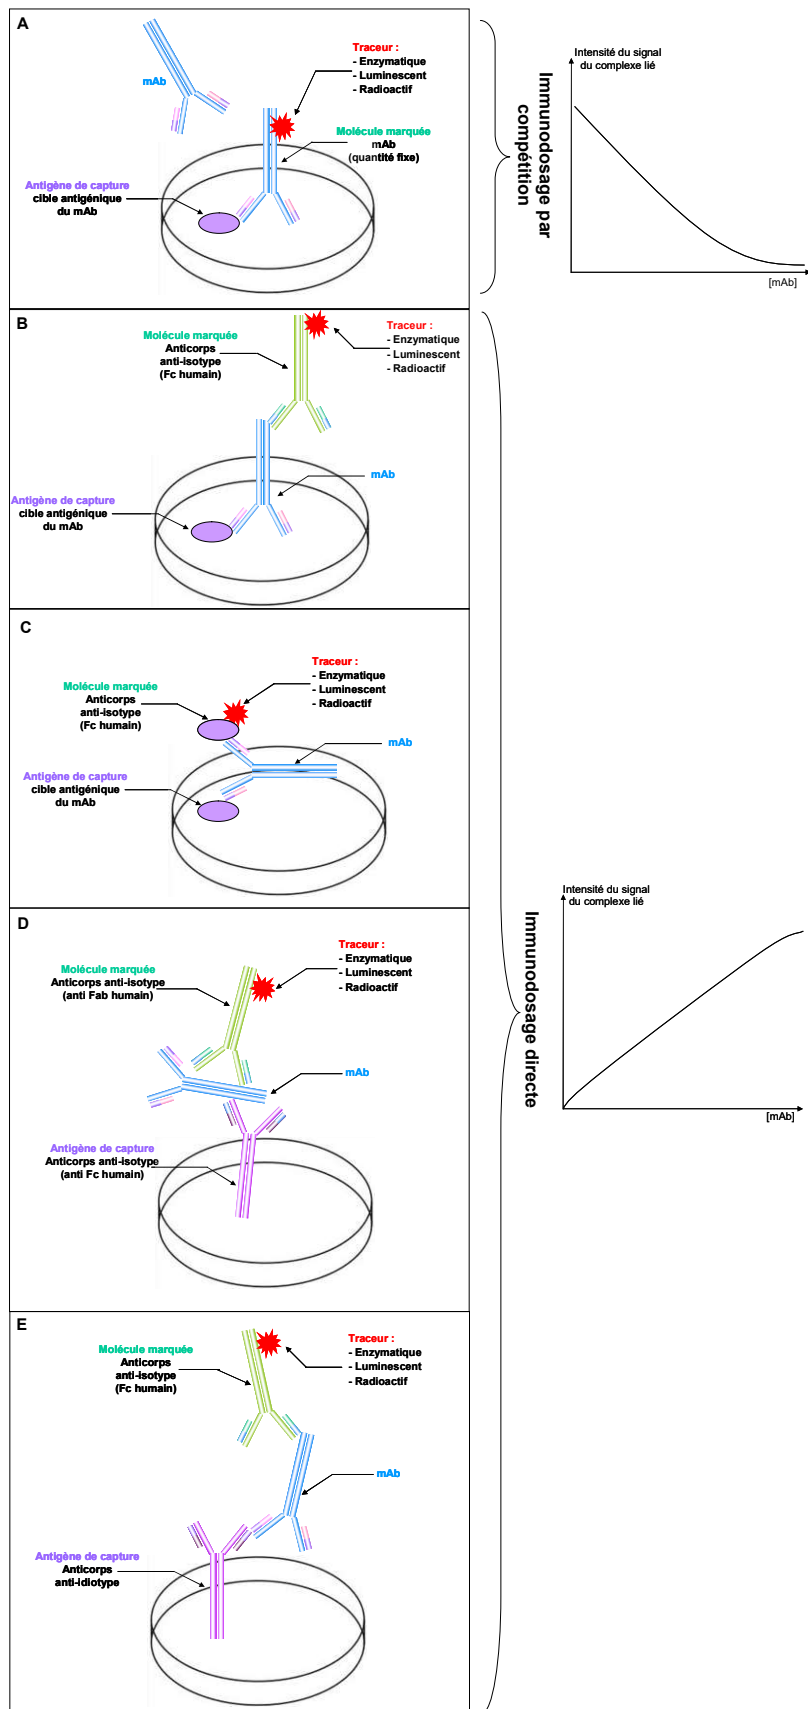 A
mAb
Traceur :
- Enzymatique
- Luminescent
- Radioactif
Molécule marquée
mAb
(quantité fixe)
Antigène de capture
cible antigénique
du mAb
Immunodosage par
compétition
Intensité du signal
du complexe lié
[mAb]
B
Molécule marquée
Anticorps
anti-isotype
(Fc humain)
Traceur :
- Enzymatique
- Luminescent
- Radioactif
mAb
Antigène de capture
cible antigénique
du mAb
C
Traceur :
- Enzymatique
- Luminescent
- Radioactif
Molécule marquée
Anticorps
anti-isotype
(Fc humain)
mAb
Antigène de capture
cible antigénique
du mAb
D
Traceur :
- Enzymatique
- Luminescent
- Radioactif
Molécule marquée
Anticorps anti-isotype
(anti Fab humain)
mAb
Antigène de capture
Anticorps anti-isotype
(anti Fc humain)
Immunodosage directe
Intensité du signal
du complexe lié
[mAb]
E
Traceur :
- Enzymatique
- Luminescent
- Radioactif
Molécule marquée
Anticorps
anti-isotype
(Fc humain)
mAb
Antigène de capture
Anticorps
anti-idiotype